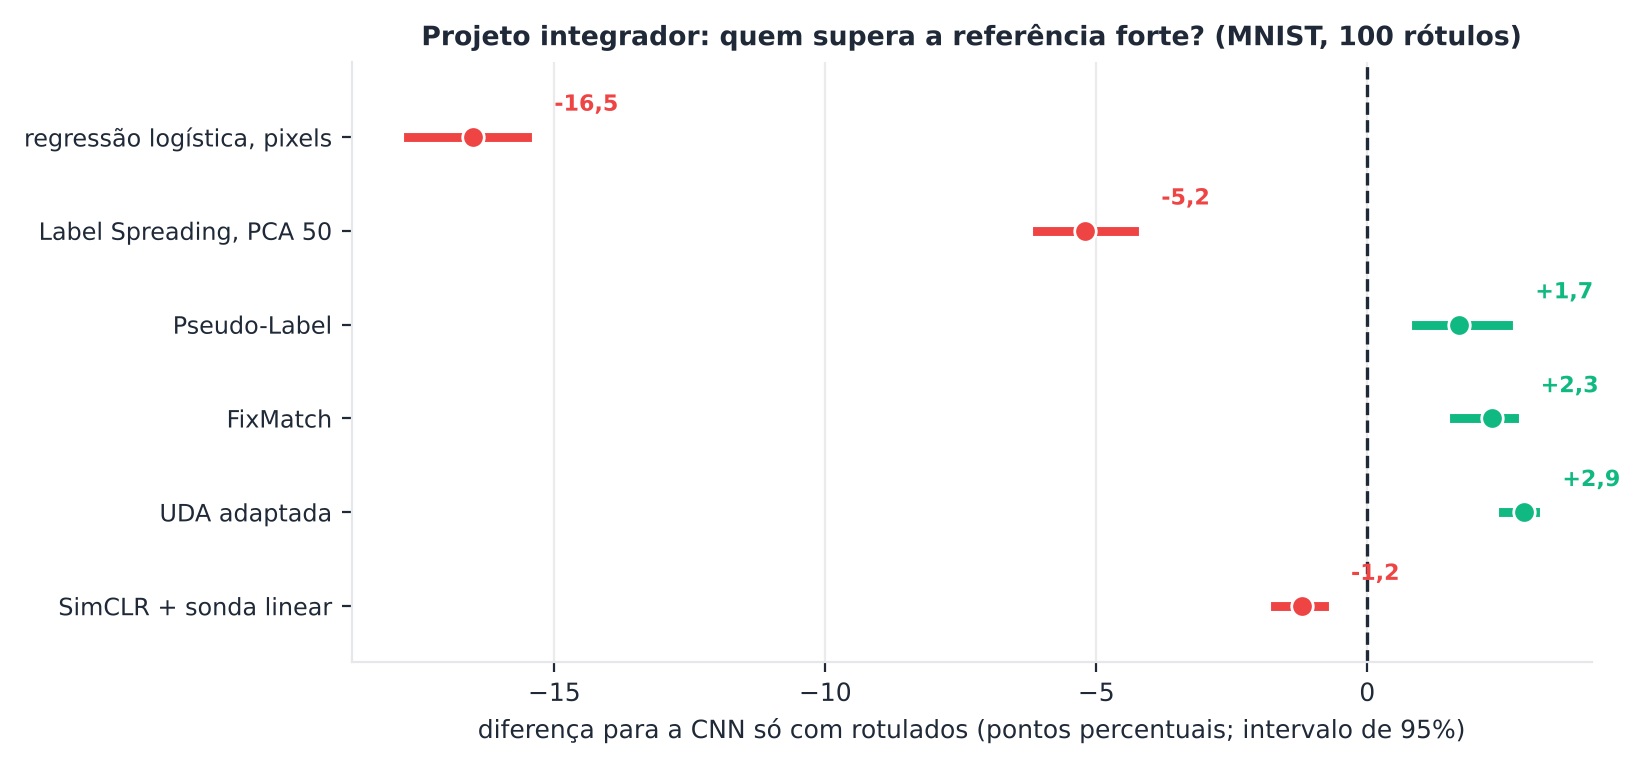 Projeto integrador: quem supera a referência forte? (MNIST, 100 rótulos)
regressão logística, pixels
-16,5
Label Spreading, PCA 50
-5,2
Pseudo-Label
+1,7
FixMatch
+2,3
UDA adaptada
+2,9
SimCLR + sonda linear
-1,2
−15 −10 −5 0
diferença para a CNN só com rotulados (pontos percentuais; intervalo de 95%)